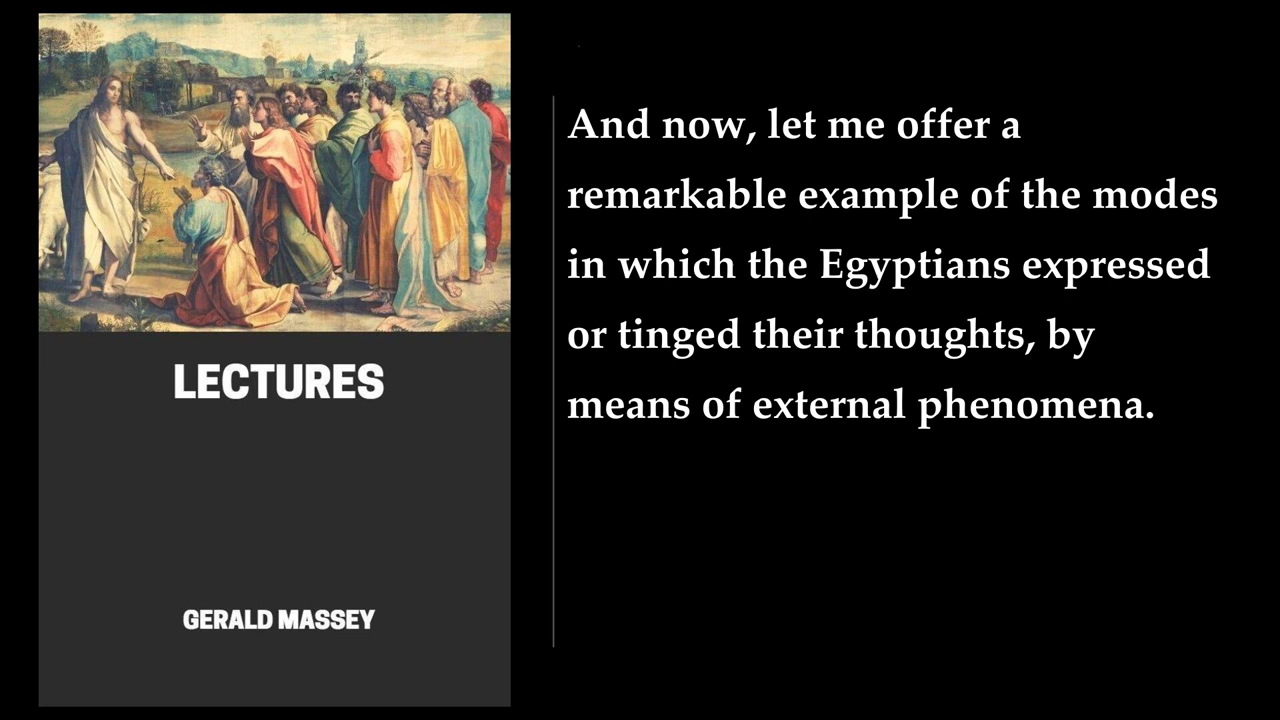 LECTURES
GERALD MASSEY
And now, let me offer a
remarkable example of the modes
in which the Egyptians expressed
or tinged their thoughts, by
means of external phenomena.